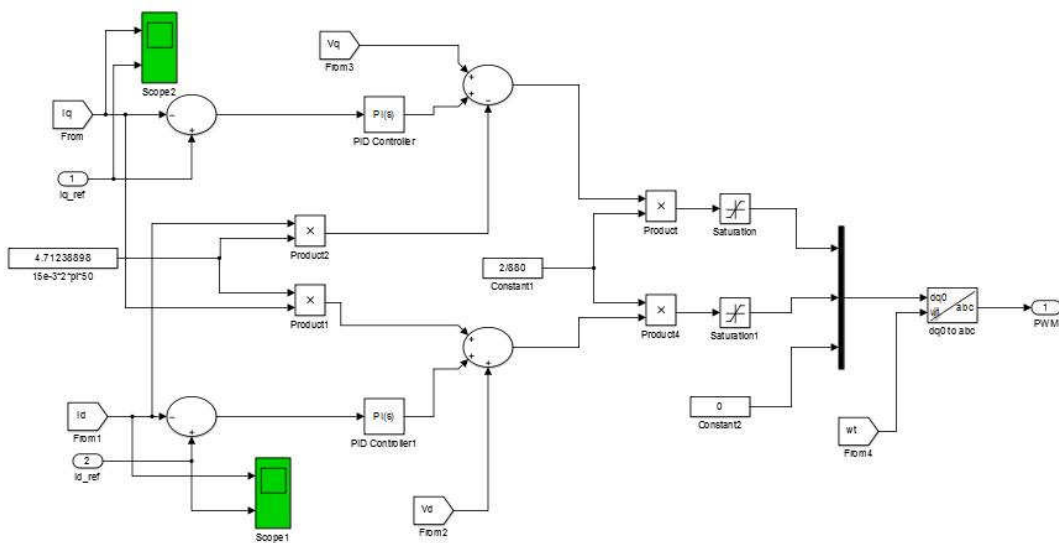 Vq
From3
Scope2
Iq
From
PI(s)
PID Controller
1
Iq_ref
×
Product2
4.71238898
15e-3*2*pi*50
×
Product1
2/880
Constant1
×
Product
Saturation
×
Product4
Saturation1
dq0
wt
abc
dq0 to abc
1
PWM
0
Constant2
wt
From4
Id
From1
PI(s)
PID Controller1
2
Id_ref
Scope1
Vd
From2